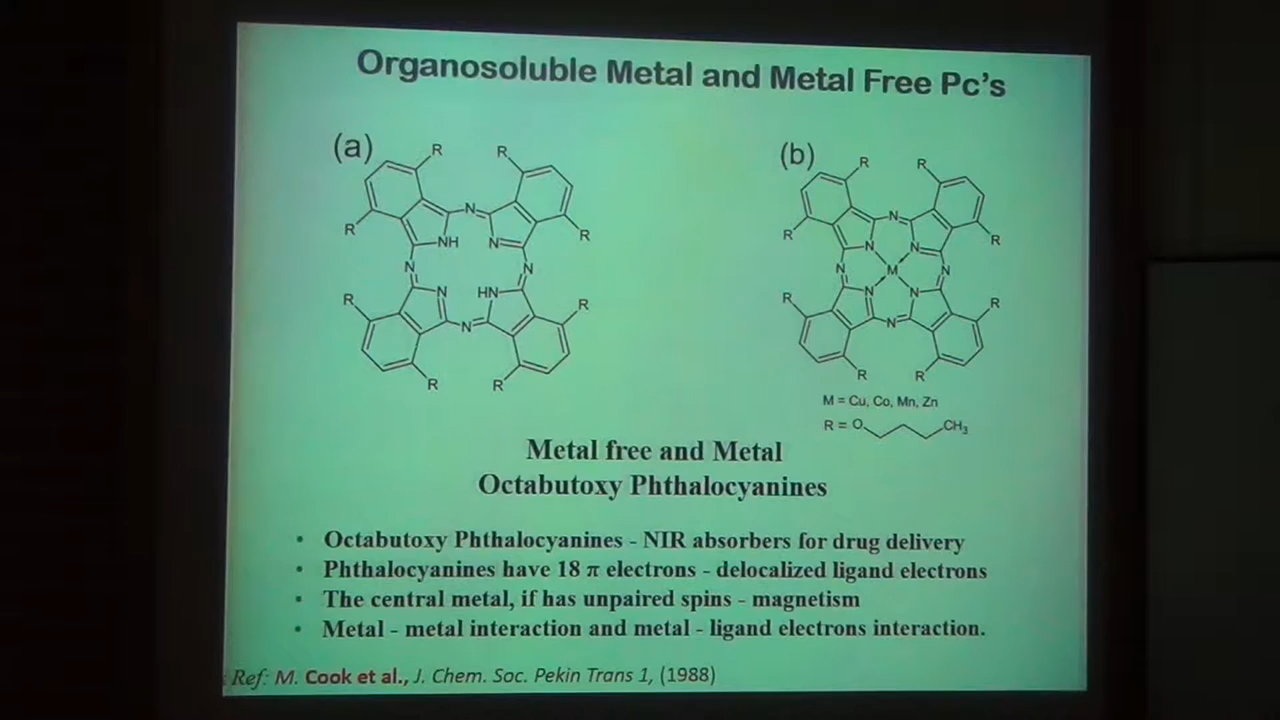 Organosoluble Metal and Metal Free Pc's
(a)
R R
R R
N
NH N
N N
N HN
N
R R
R R
(b)
R R
R R
N
N N
N M N
N N
N
R R
R R
M = Cu, Co, Mn, Zn
R = O CH3
Metal free and Metal
Octabutoxy Phthalocyanines
• Octabutoxy Phthalocyanines - NIR absorbers for drug delivery
• Phthalocyanines have 18 π electrons - delocalized ligand electrons
• The central metal, if has unpaired spins - magnetism
• Metal - metal interaction and metal - ligand electrons interaction.
Ref: M. Cook et al., J. Chem. Soc. Pekin Trans 1, (1988)